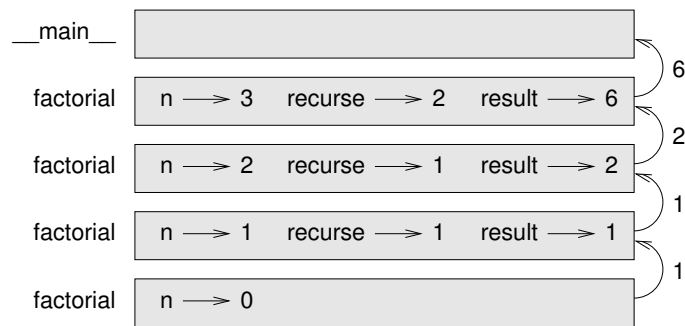 __main__
6
factorial n 3 recurse 2 result 6
2
factorial n 2 recurse 1 result 2
1
factorial n 1 recurse 1 result 1
1
factorial n 0